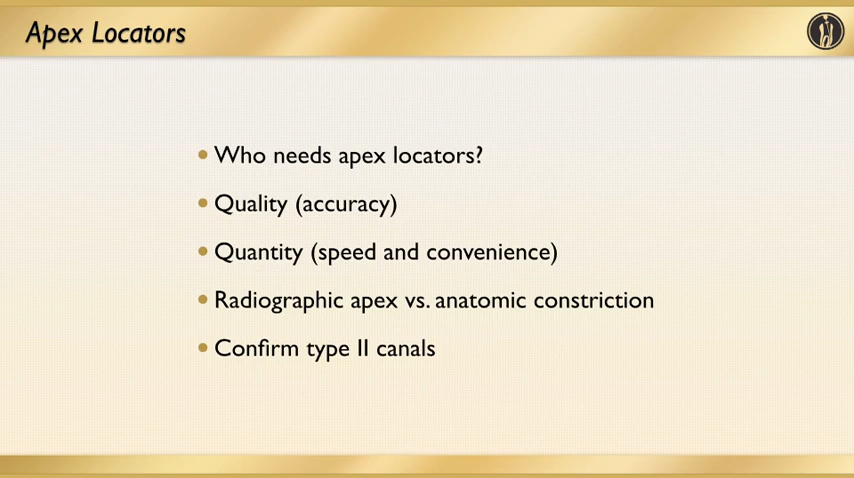 Apex Locators
• Who needs apex locators?
• Quality (accuracy)
• Quantity (speed and convenience)
• Radiographic apex vs. anatomic constriction
• Confirm type II canals